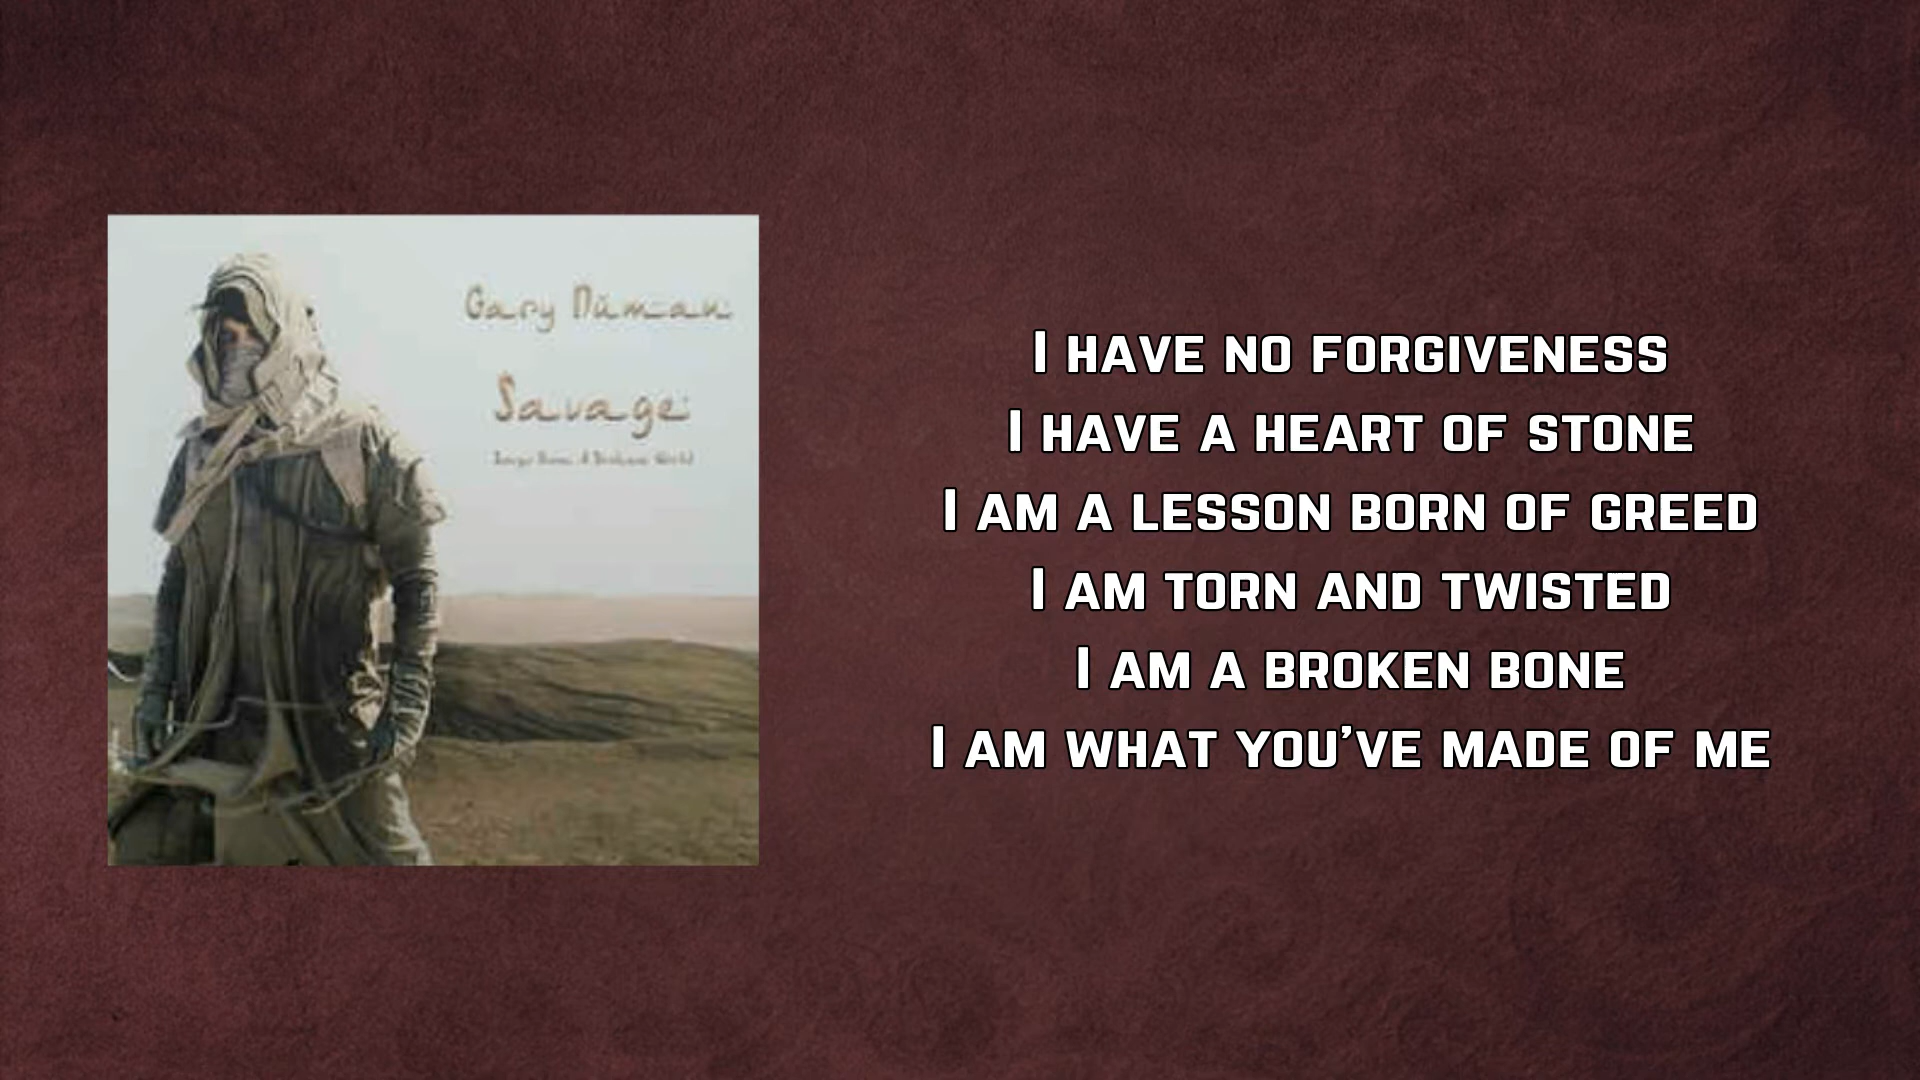 Gary Numan
Savage
I have no forgiveness
I have a heart of stone
I am a lesson born of greed
I am torn and twisted
I am a broken bone
I am what you’ve made of me